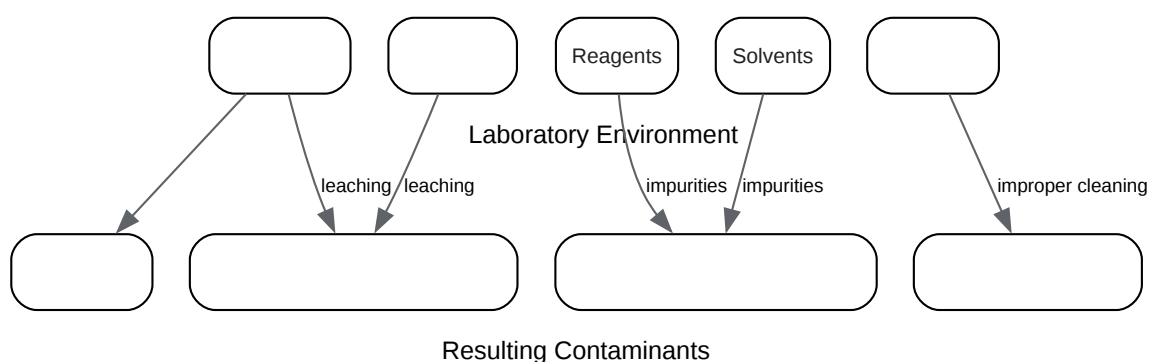 Reagents
Solvents
Laboratory Environment
leaching
leaching
impurities
impurities
improper cleaning
Resulting Contaminants